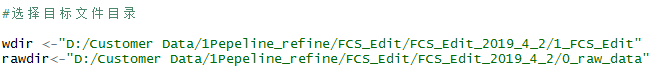 #选择目标文件目录
wdir <-"D:/Customer Data/1Pepeline_refine/FCS_Edit/FCS_Edit_2019_4_2/1_FCS_Edit"
rawdir<-"D:/Customer Data/1Pepeline_refine/FCS_Edit/FCS_Edit_2019_4_2/0_raw_data"